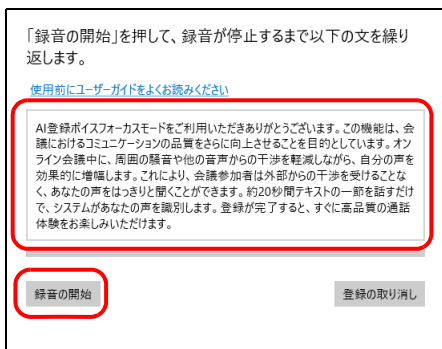 「録音の開始」を押して、録音が停止するまで以下の文を繰り
返します。
使用前にユーザーガイドをよくお読みください
AI登録ボイスフォーカスモードをご利用いただきありがとうございます。この機能は、会
議におけるコミュニケーションの品質をさらに向上させることを目的としています。オン
ライン会議中に、周囲の騒音や他の音声からの干渉を軽減しながら、自分の声を
効果的に増幅します。これにより、会議参加者は外部からの干渉を受けることな
く、あなたの声をはっきりと聞くことができます。約20秒間テキストの一節を話すだけ
で、システムがあなたの声を識別します。登録が完了すると、すぐに高品質の通話
体験をお楽しみいただけます。
録音の開始
登録の取り消し